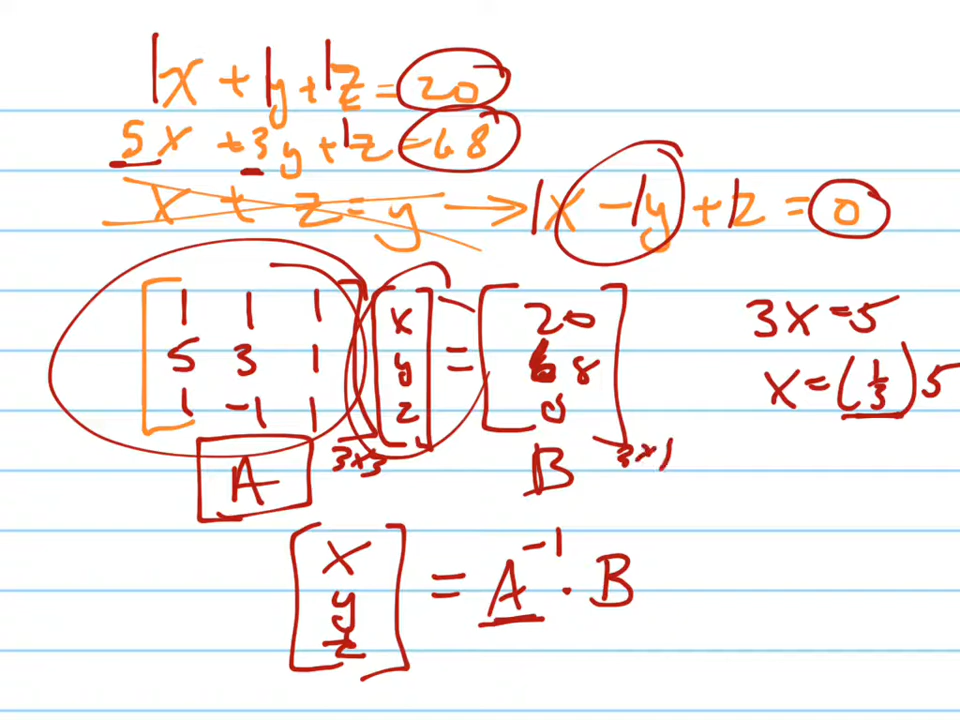 1x + 1y + 1z = 20
5x + 3y + 1z = 68
x + z = y → 1x - 1y + 1z = 0
[1 1 1] [x] = [20]
[5 3 1] [y] [68]
[1 -1 1] [z] [0]
3x3 3x1
A B
3x = 5
x = (1/3)5
[x]
[y] = A⁻¹ · B
[z]